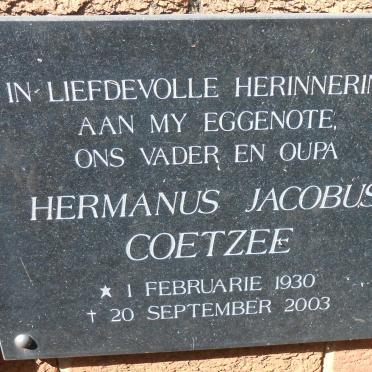 IN LIEFDEVOLLE HERINNERIN
AAN MY EGGENOTE,
ONS VADER EN OUPA
HERMANUS JACOBUS
COETZEE
★ 1 FEBRUARIE 1930
† 20 SEPTEMBER 2003